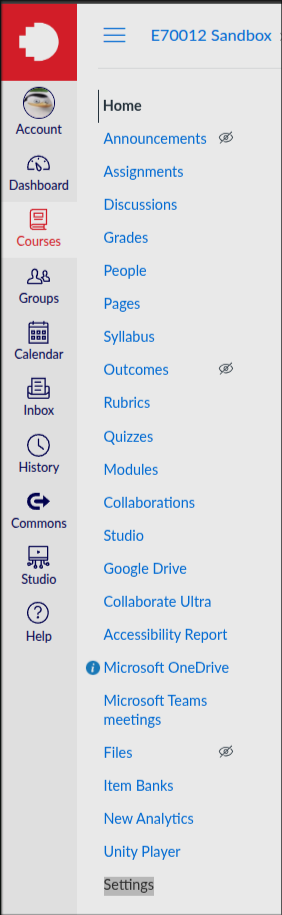 E70012 Sandbox
Account
Dashboard
Courses
Groups
Calendar
Inbox
History
Commons
Studio
Help
Home
Announcements
Assignments
Discussions
Grades
People
Pages
Syllabus
Outcomes
Rubrics
Quizzes
Modules
Collaborations
Studio
Google Drive
Collaborate Ultra
Accessibility Report
Microsoft OneDrive
Microsoft Teams
meetings
Files
Item Banks
New Analytics
Unity Player
Settings